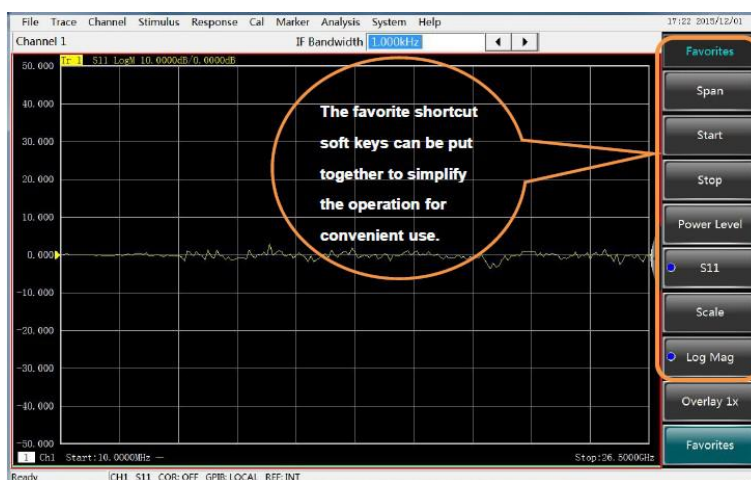 File Trace Channel Stimulus Response Cal Marker Analysis System Help
17:22 2015/12/01
Channel 1
IF Bandwidth 1.000kHz
Tr 1 S11 LogM 10.0000dB/0.0000dB
50.000
40.000
30.000
20.000
10.000
0.000
-10.000
-20.000
-30.000
-40.000
-50.000
The favorite shortcut
soft keys can be put
together to simplify
the operation for
convenient use.
Favorites
Span
Start
Stop
Power Level
S11
Scale
Log Mag
Overlay 1x
Favorites
1 Ch1 Start:10.0000MHz —
Stop:26.5000GHz
Ready CH1 S11 COR:OFF GPIB:LOCAL REF:INT